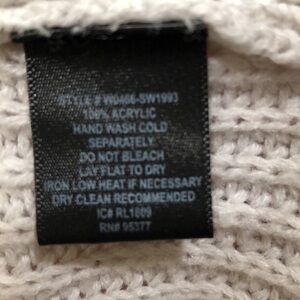 STYLE # W0466-SW1993
100% ACRYLIC
HAND WASH COLD
SEPARATELY
DO NOT BLEACH
LAY FLAT TO DRY
IRON LOW HEAT IF NECESSARY
DRY CLEAN RECOMMENDED
IC# RL1809
RN# 95377